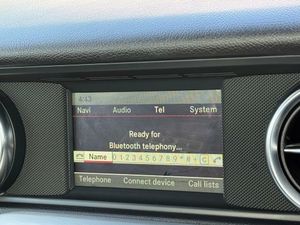 4:43
Navi Audio Tel System
Ready for
Bluetooth telephony...
Name 0 1 2 3 4 5 6 7 8 9 * # + C
Telephone Connect device Call lists